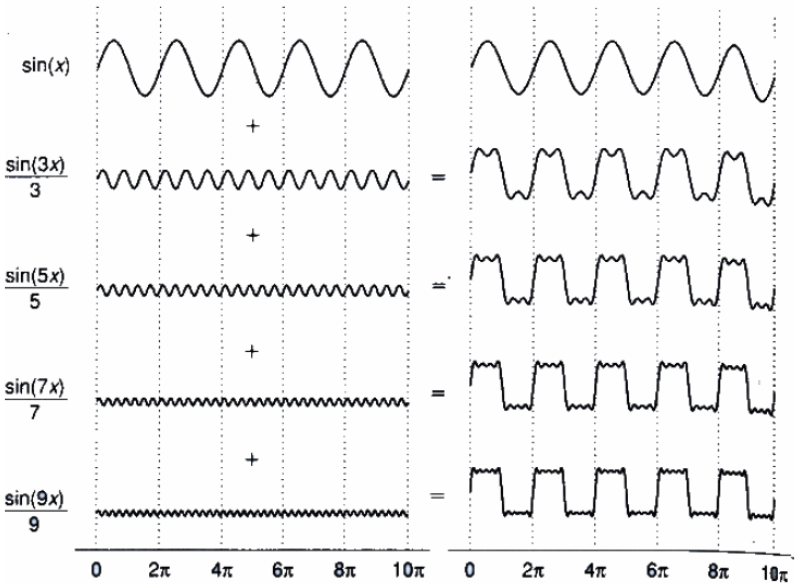 sin(x)
+
sin(3x)
3
=
+
sin(5x)
5
=
+
sin(7x)
7
=
+
sin(9x)
9
=
0 2π 4π 6π 8π 10π
0 2π 4π 6π 8π 10π